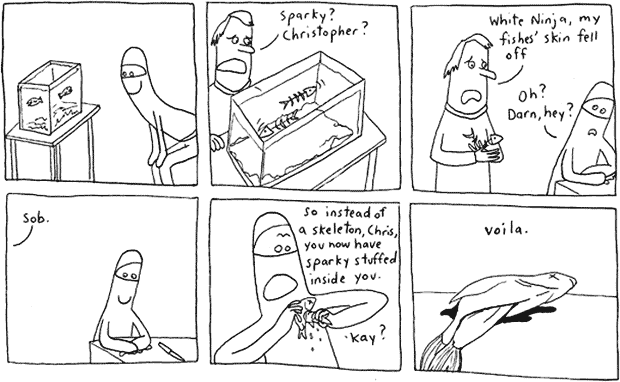 Sparky?
Christopher?
White Ninja, my
fishes' skin fell
off
Oh?
Darn, hey?
Sob.
So instead of
a skeleton, Chris,
you now have
Sparky stuffed
inside you.
'kay?
voila.